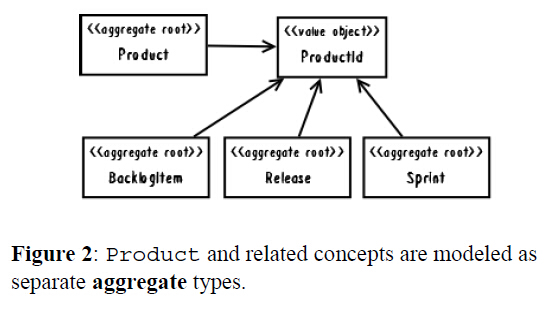 <<aggregate root>>
Product
<<value object>>
ProductId
<<aggregate root>>
BacklogItem
<<aggregate root>>
Release
<<aggregate root>>
Sprint
Figure 2: Product and related concepts are modeled as
separate aggregate types.